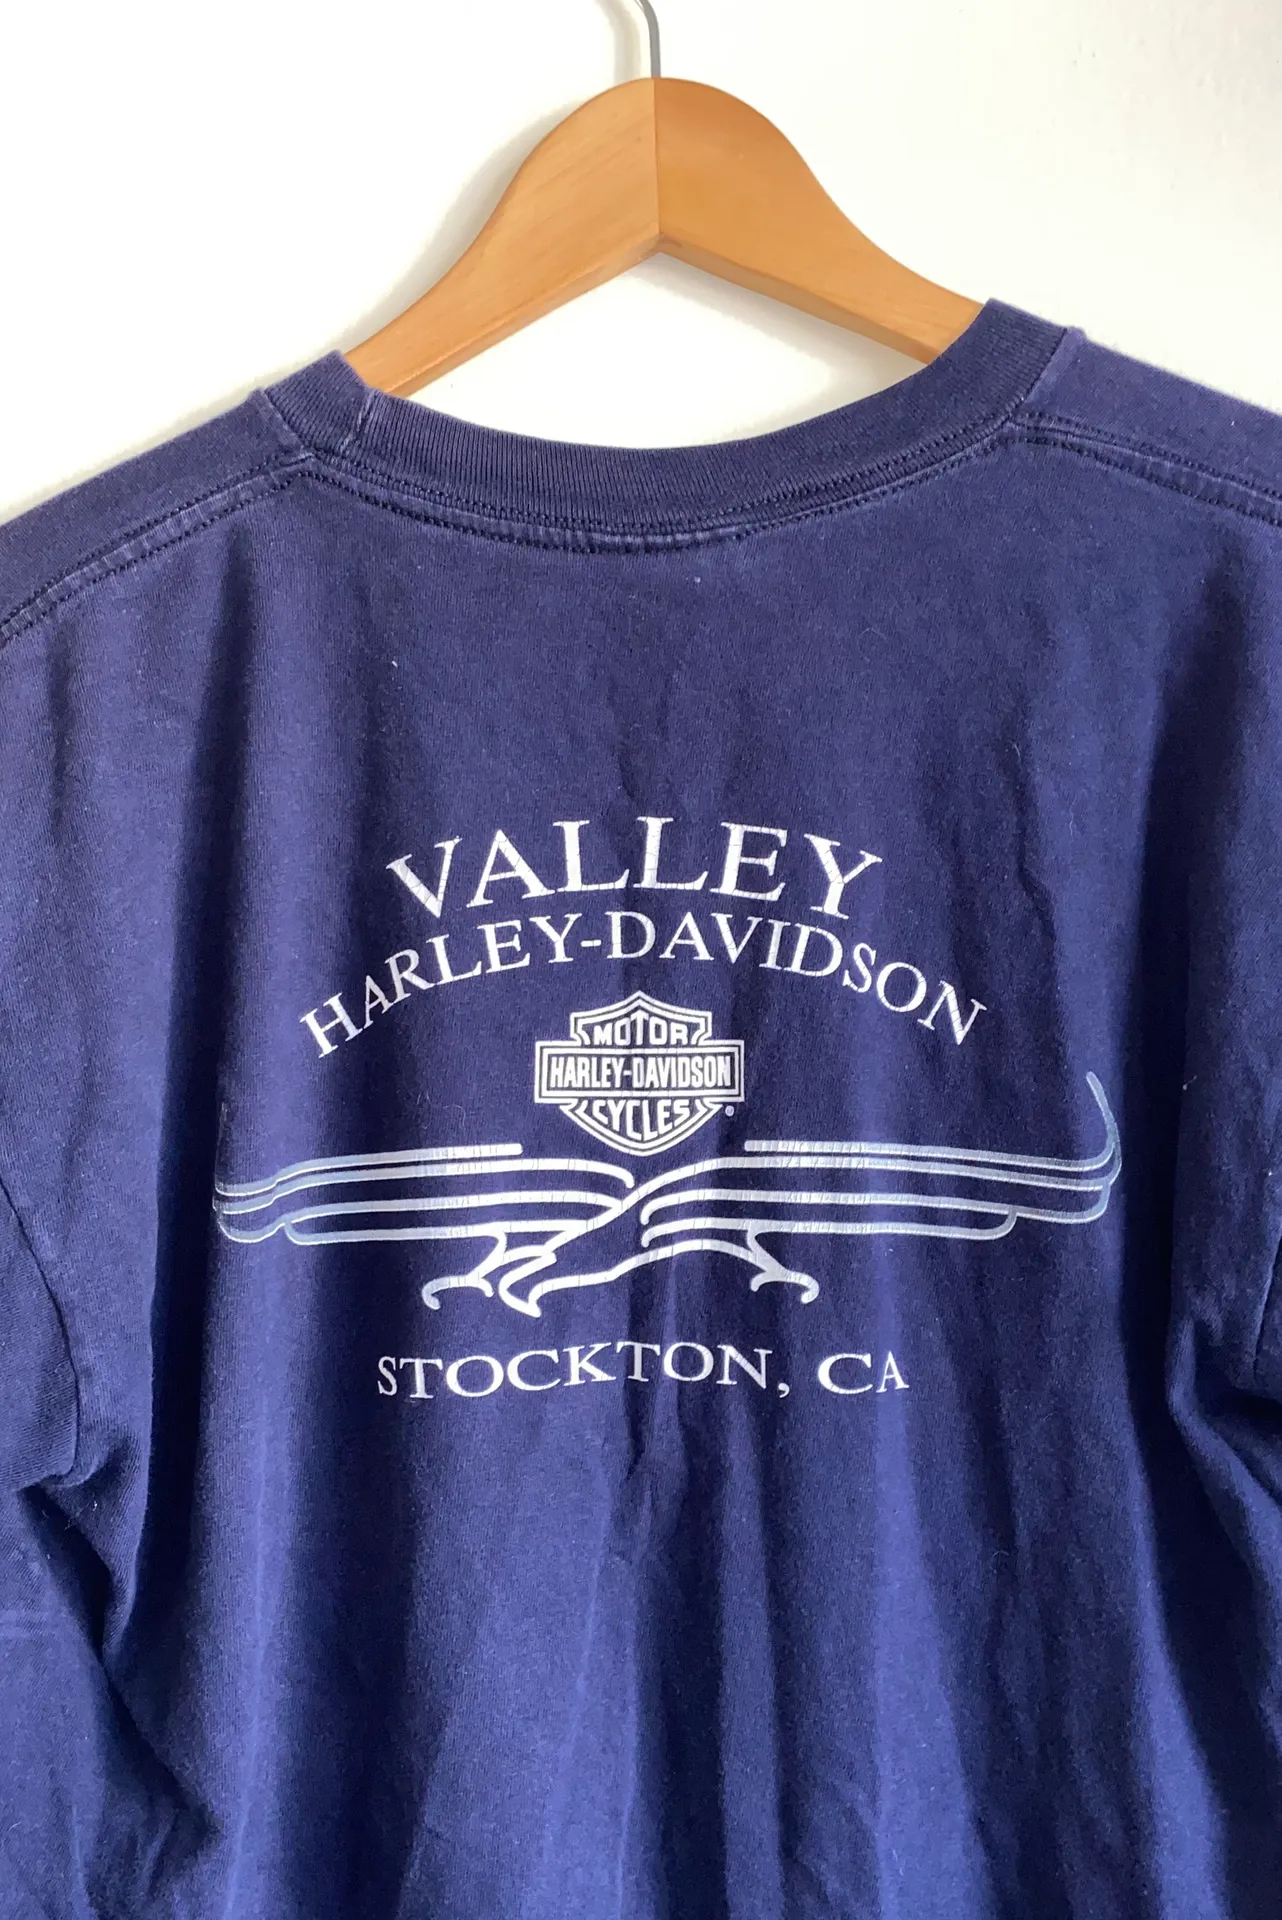 VALLEY
HARLEY-DAVIDSON
MOTOR
HARLEY-DAVIDSON
CYCLES
®
STOCKTON, CA